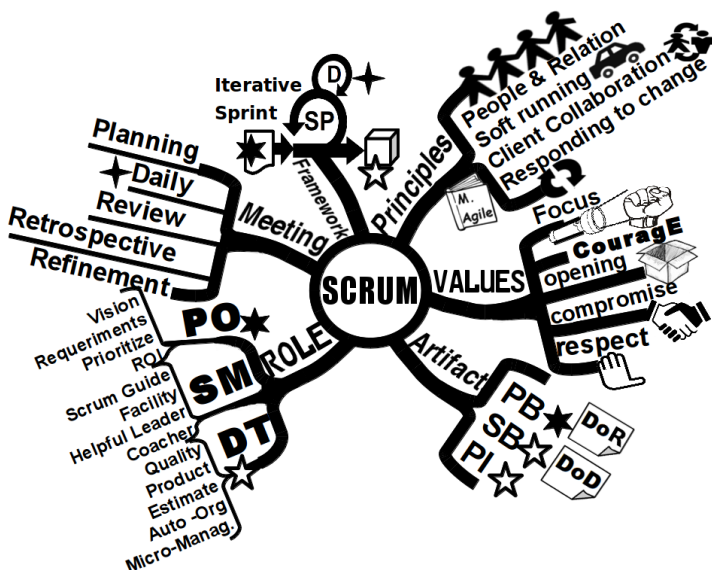 SCRUM
Framework
Iterative
Sprint
D
SP
Principles
People & Relation
Soft running
Client Collaboration
Responding to change
M.
Agile
VALUES
Focus
CouragE
opening
compromise
respect
Artifact
PB
SB
PI
DoR
DoD
ROLE
PO
Vision
Requeriments
Prioritize
ROI
SM
Scrum Guide
Facility
Helpful Leader
Coacher
DT
Quality
Product
Estimate
Auto -Org
Micro-Manag.
Meeting
Planning
Daily
Review
Retrospective
Refinement